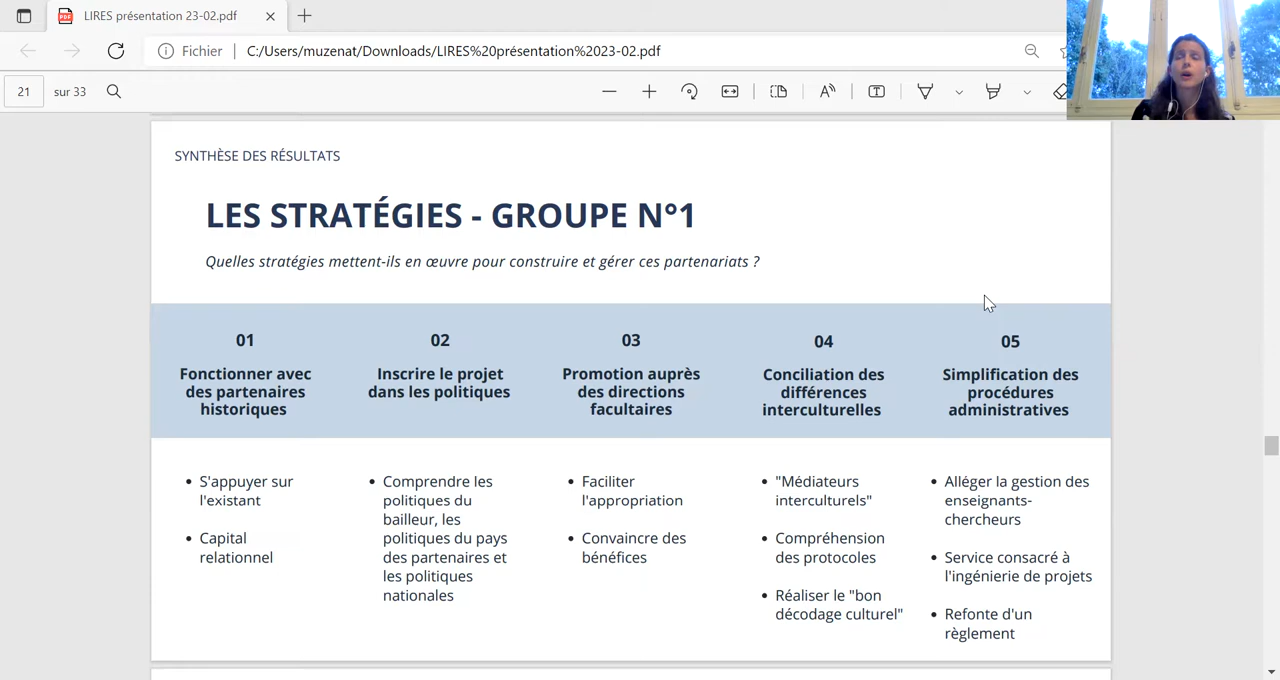 LIRES présentation 23-02.pdf
Fichier
C:/Users/muzenat/Downloads/LIRES%20présentation%2023-02.pdf
21
sur 33
SYNTHÈSE DES RÉSULTATS
LES STRATÉGIES - GROUPE N°1
Quelles stratégies mettent-ils en œuvre pour construire et gérer ces partenariats ?
01
Fonctionner avec
des partenaires
historiques
• S'appuyer sur
l'existant
• Capital
relationnel
02
Inscrire le projet
dans les politiques
• Comprendre les
politiques du
bailleur, les
politiques du pays
des partenaires et
les politiques
nationales
03
Promotion auprès
des directions
facultaires
• Faciliter
l'appropriation
• Convaincre des
bénéfices
04
Conciliation des
différences
interculturelles
• "Médiateurs
interculturels"
• Compréhension
des protocoles
• Réaliser le "bon
décodage culturel"
05
Simplification des
procédures
administratives
• Alléger la gestion des
enseignants-
chercheurs
• Service consacré à
l'ingénierie de projets
• Refonte d'un
règlement